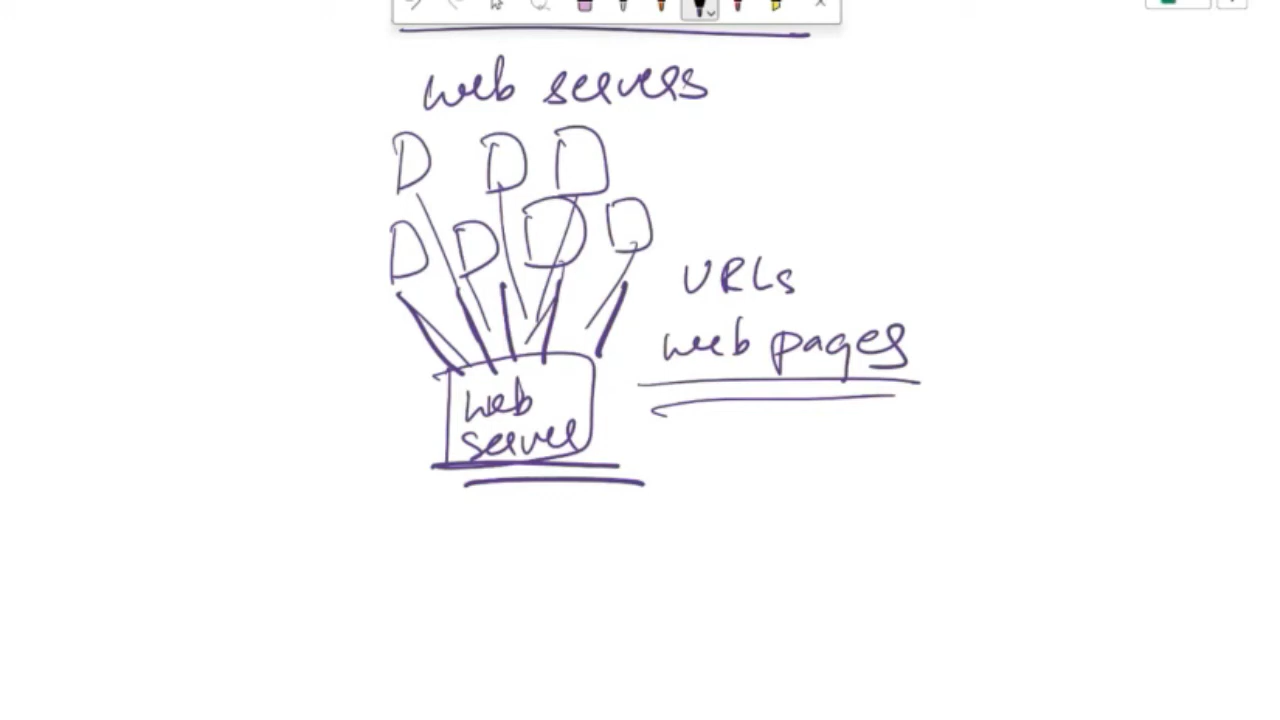 web servers
D D D
D D D D
URLs
web pages
web
server